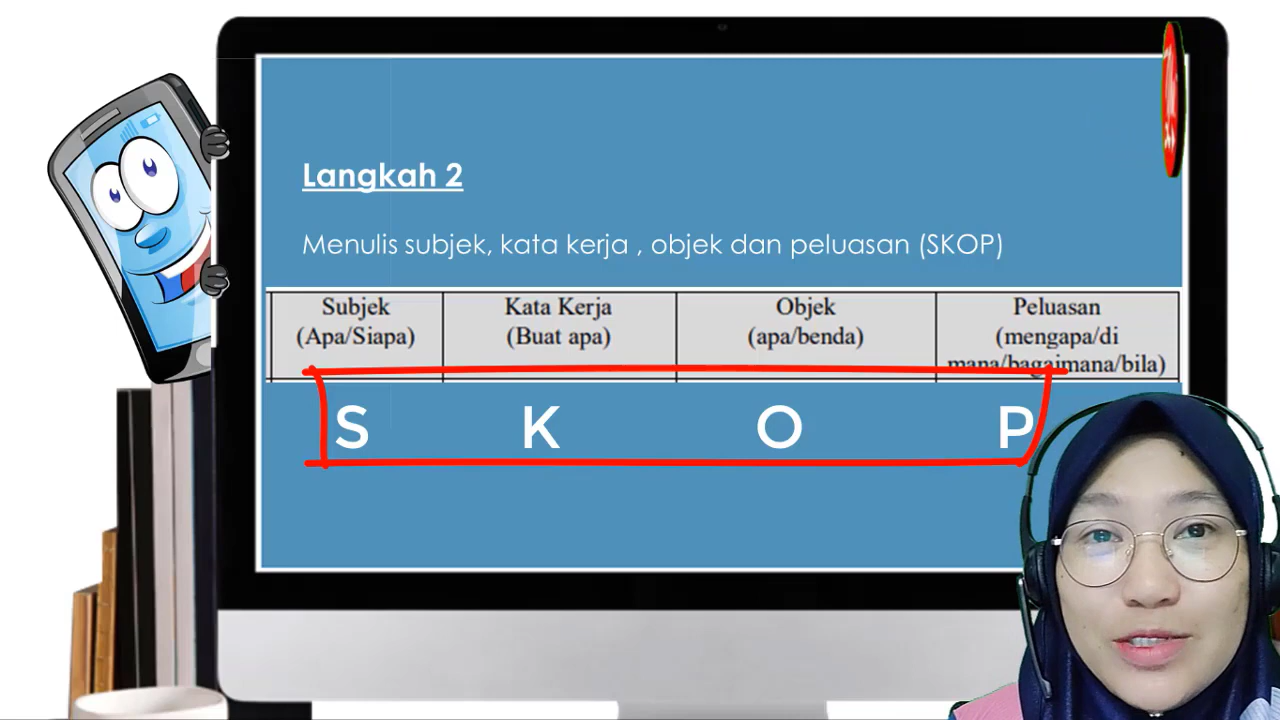 Langkah 2
Menulis subjek, kata kerja , objek dan peluasan (SKOP)
Subjek
(Apa/Siapa)
Kata Kerja
(Buat apa)
Objek
(apa/benda)
Peluasan
(mengapa/di
mana/bagaimana/bila)
S K O P